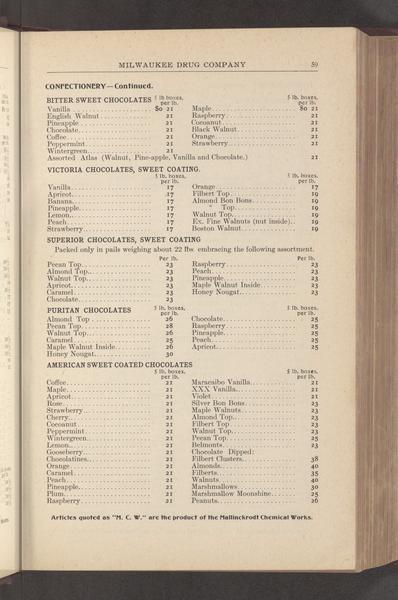 MILWAUKEE DRUG COMPANY 59
CONFECTIONERY—Continued.
BITTER SWEET CHOCOLATES 5 lb boxes, per lb.
Vanilla $0 21
English Walnut 21
Pineapple 21
Chocolate 21
Coffee 21
Peppermint 21
Wintergreen 21
5 lb. boxes, per lb.
Maple $0 21
Raspberry 21
Cocoanut 21
Black Walnut 21
Orange 21
Strawberry 21
Assorted Atlas (Walnut, Pine-apple, Vanilla and Chocolate.) 21
VICTORIA CHOCOLATES, SWEET COATING.
5 lb. boxes, per lb.
Vanilla 17
Apricot 17
Banana 17
Pineapple 17
Lemon 17
Peach 17
Strawberry 17
5 lb. boxes, per lb.
Orange 17
Filbert Top 19
Almond Bon Bons 19
" Top 19
Walnut Top 19
Ex. Fine Walnuts (nut inside) 19
Boston Walnut 19
SUPERIOR CHOCOLATES, SWEET COATING
Packed only in pails weighing about 22 lbs. embracing the following assortment.
Per lb.
Pecan Top 23
Almond Top 23
Walnut Top 23
Apricot 23
Caramel 23
Chocolate 23
Per lb.
Raspberry 23
Peach 23
Pineapple 23
Maple Walnut Inside 23
Honey Nougat 23
PURITAN CHOCOLATES 5 lb. boxes, per lb.
Almond Top 26
Pecan Top 28
Walnut Top 26
Caramel 25
Maple Walnut Inside 26
Honey Nougat 30
5 lb. boxes, per lb.
Chocolate 25
Raspberry 25
Pineapple 25
Peach 25
Apricot 25
AMERICAN SWEET COATED CHOCOLATES
5 lb. boxes, per lb.
Coffee 21
Maple 21
Apricot 21
Rose 21
Strawberry 21
Cherry 21
Cocoanut 21
Peppermint 21
Wintergreen 21
Lemon 21
Gooseberry 21
Chocolatines 21
Orange 21
Caramel 21
Peach 21
Pineapple 21
Plum 21
Raspberry 21
5 lb. boxes, per lb.
Maracaibo Vanilla 21
XXX Vanilla 21
Violet 21
Silver Bon Bons 23
Maple Walnuts 23
Almond Top 23
Filbert Top 23
Walnut Top 23
Pecan Top 25
Belmonts 23
Chocolate Dipped:
Filbert Clusters 38
Almonds 40
Filberts 35
Walnuts 40
Marshmallows 30
Marshmallow Moonshine 25
Peanuts 26
Articles quoted as "M. C. W." are the product of the Mallinckrodt Chemical Works.